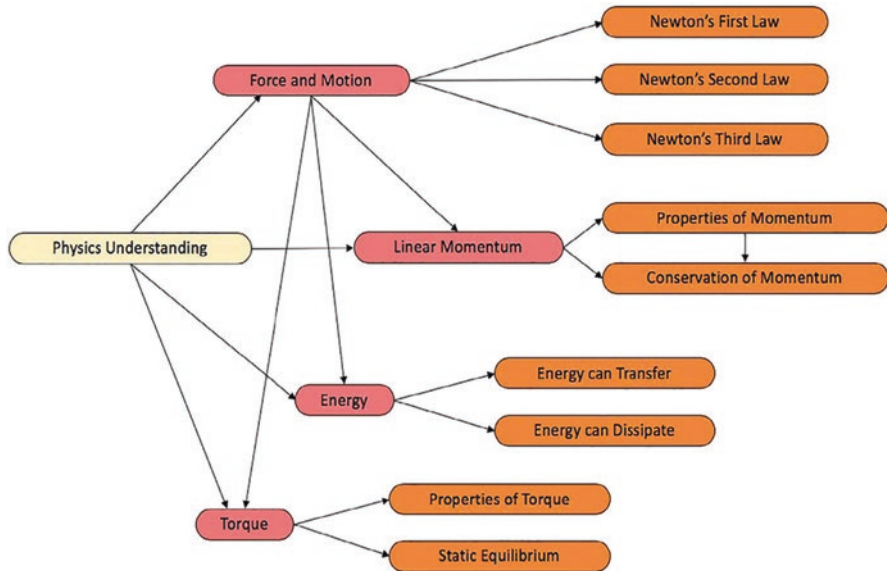 Newton's First Law
Force and Motion
Newton's Second Law
Newton's Third Law
Properties of Momentum
Physics Understanding
Linear Momentum
Conservation of Momentum
Energy can Transfer
Energy
Energy can Dissipate
Properties of Torque
Torque
Static Equilibrium